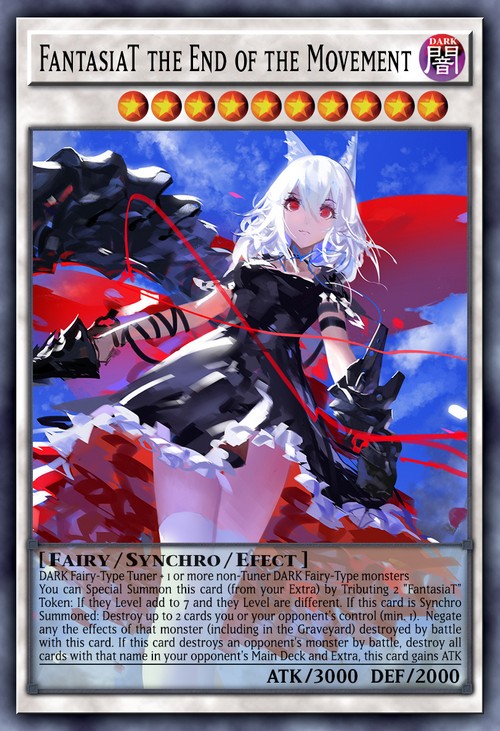 FantasiaT the End of the Movement
DARK
闇
[ Fairy / Synchro / Efect ]
DARK Fairy-Type Tuner + 1 or more non-Tuner DARK Fairy-Type monsters
You can Special Summon this card (from your Extra) by Tributing 2 "FantasiaT"
Token: If they Level add to 7 and they Level are different. If this card is Synchro
Summoned: Destroy up to 2 cards you or your opponent's control (min. 1). Negate
any the effects of that monster (including in the Graveyard) destroyed by battle
with this card. If this card destroys an opponent's monster by battle, destroy all
cards with that name in your opponent's Main Deck and Extra, this card gains ATK
ATK/3000 DEF/2000